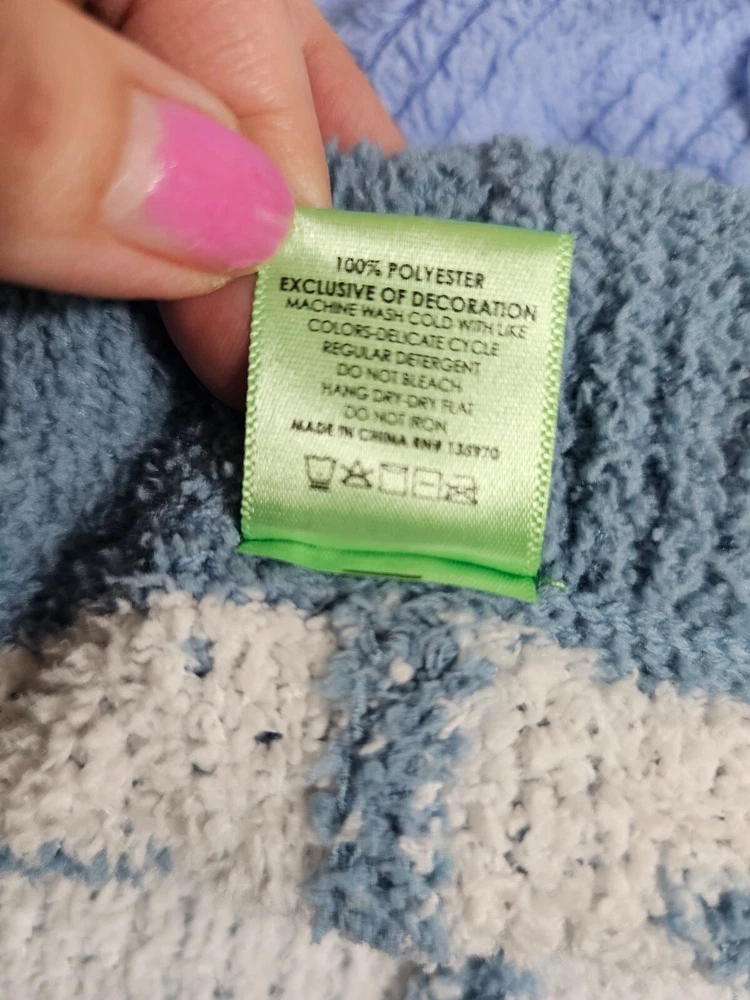 100% POLYESTER
EXCLUSIVE OF DECORATION
MACHINE WASH COLD WITH LIKE
COLORS-DELICATE CYCLE
REGULAR DETERGENT
DO NOT BLEACH
HANG DRY-DRY FLAT
DO NOT IRON
MADE IN CHINA RN# 135970